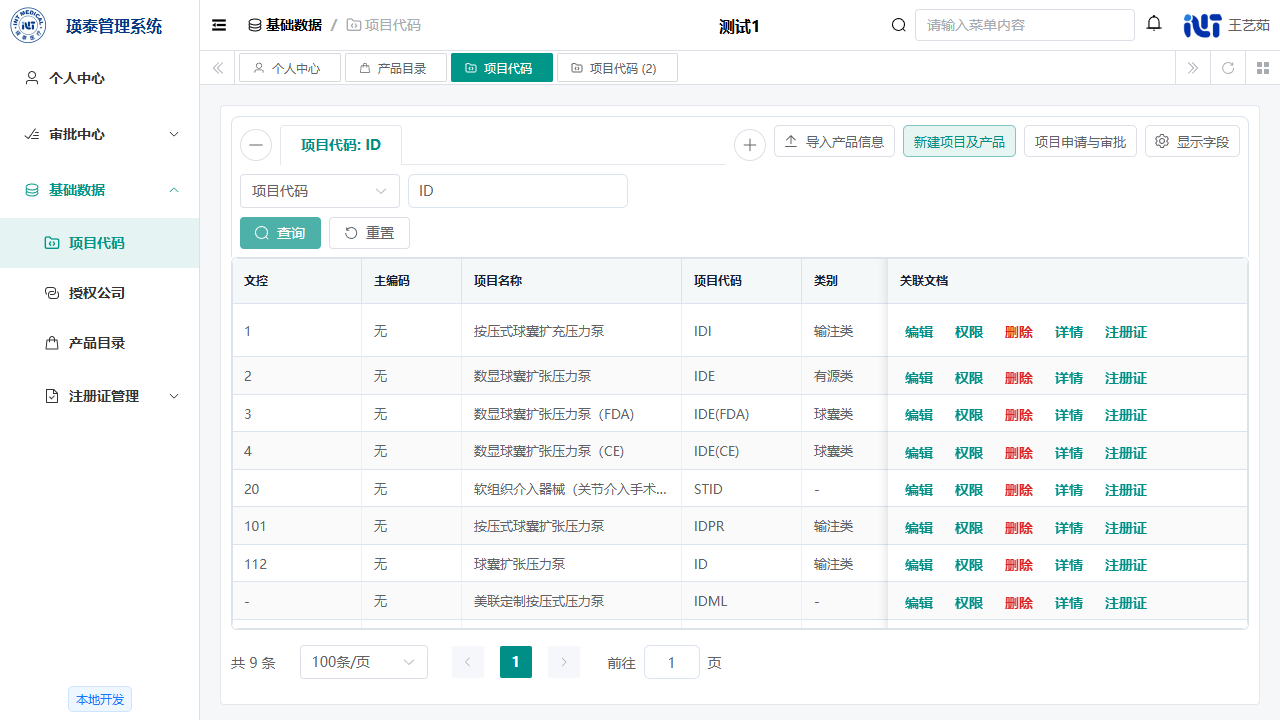 瑛泰管理系统
基础数据 / 项目代码
测试1
请输入菜单内容
王艺茹
个人中心
审批中心
基础数据
项目代码
授权公司
产品目录
注册证管理
本地开发
个人中心 产品目录 项目代码 项目代码 (2)
项目代码: ID
导入产品信息 新建项目及产品 项目申请与审批 显示字段
项目代码 ID
查询 重置
文控 主编码 项目名称 项目代码 类别 关联文档
1 无 按压式球囊扩充压力泵 IDI 输注类 编辑 权限 删除 详情 注册证
2 无 数显球囊扩张压力泵 IDE 有源类 编辑 权限 删除 详情 注册证
3 无 数显球囊扩张压力泵（FDA） IDE(FDA) 球囊类 编辑 权限 删除 详情 注册证
4 无 数显球囊扩张压力泵（CE) IDE(CE) 球囊类 编辑 权限 删除 详情 注册证
20 无 软组织介入器械（关节介入手术... STID - 编辑 权限 删除 详情 注册证
101 无 按压式球囊扩张压力泵 IDPR 输注类 编辑 权限 删除 详情 注册证
112 无 球囊扩张压力泵 ID 输注类 编辑 权限 删除 详情 注册证
- 无 美联定制按压式压力泵 IDML - 编辑 权限 删除 详情 注册证
共 9 条 100条/页 1 前往 1 页